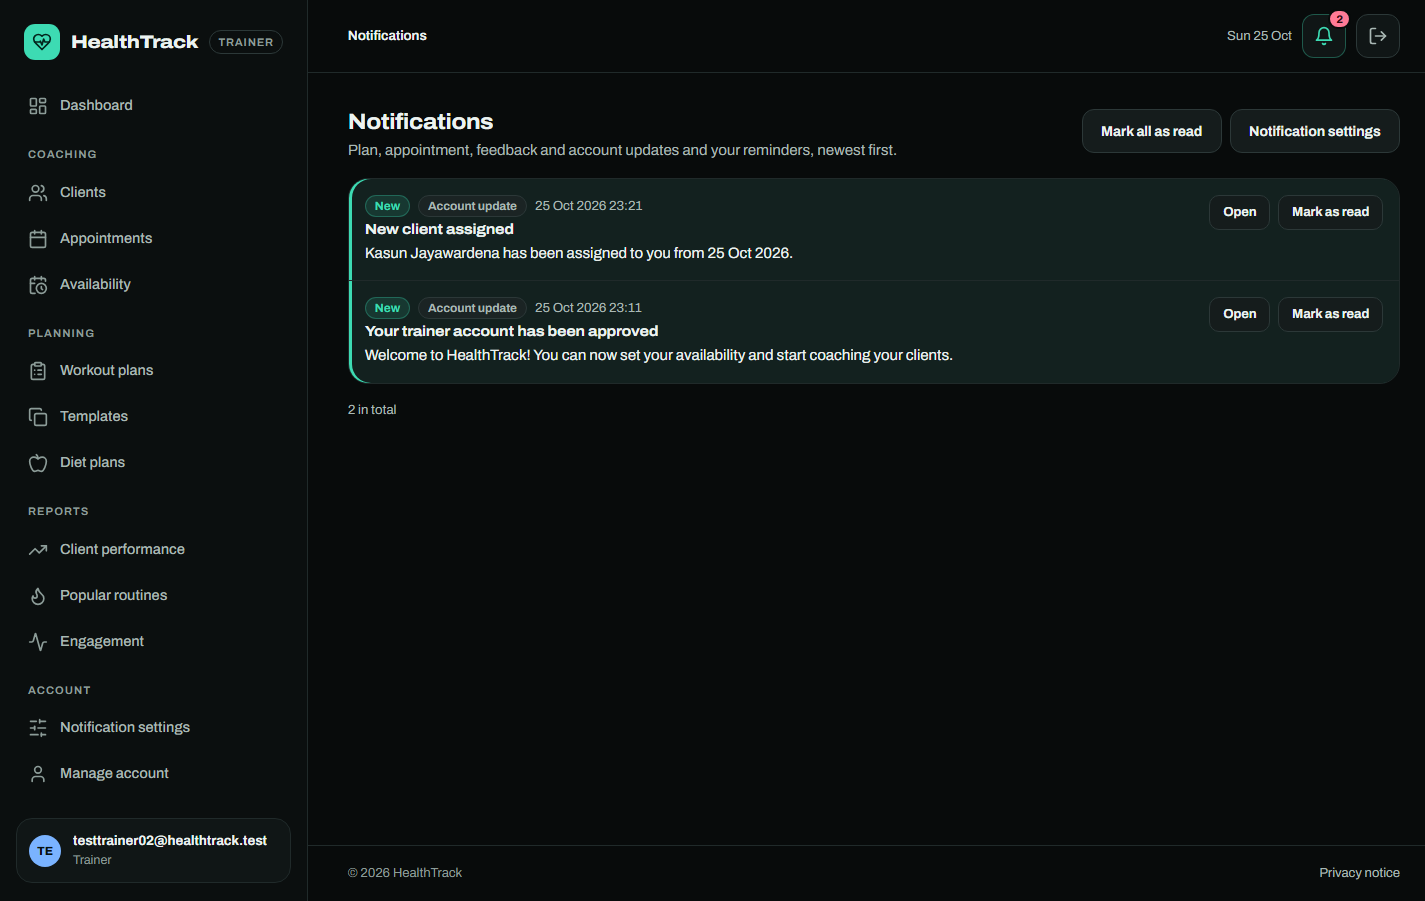 HealthTrack TRAINER
Dashboard
COACHING
Clients
Appointments
Availability
PLANNING
Workout plans
Templates
Diet plans
REPORTS
Client performance
Popular routines
Engagement
ACCOUNT
Notification settings
Manage account
TE
testtrainer02@healthtrack.test
Trainer
Notifications
Sun 25 Oct
2
Notifications
Plan, appointment, feedback and account updates and your reminders, newest first.
Mark all as read
Notification settings
New Account update 25 Oct 2026 23:21
New client assigned
Kasun Jayawardena has been assigned to you from 25 Oct 2026.
Open Mark as read
New Account update 25 Oct 2026 23:11
Your trainer account has been approved
Welcome to HealthTrack! You can now set your availability and start coaching your clients.
Open Mark as read
2 in total
© 2026 HealthTrack
Privacy notice